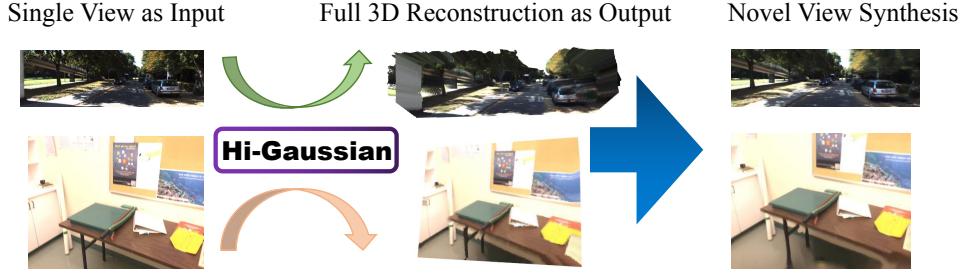 Single View as Input
Full 3D Reconstruction as Output
Novel View Synthesis
Hi-Gaussian